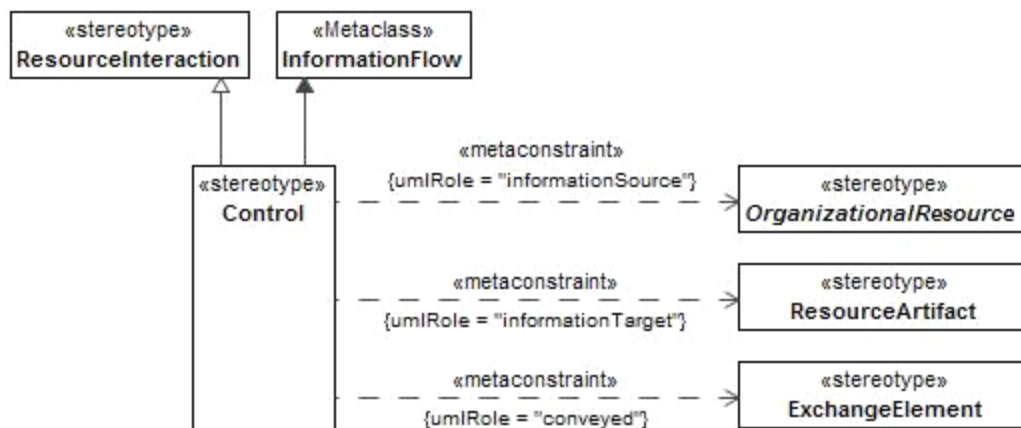 «stereotype»
ResourceInteraction
«Metaclass»
InformationFlow
«stereotype»
Control
«metaconstraint»
{umlRole = "informationSource"}
«stereotype»
OrganizationalResource
«metaconstraint»
{umlRole = "informationTarget"}
«stereotype»
ResourceArtifact
«metaconstraint»
{umlRole = "conveyed"}
«stereotype»
ExchangeElement